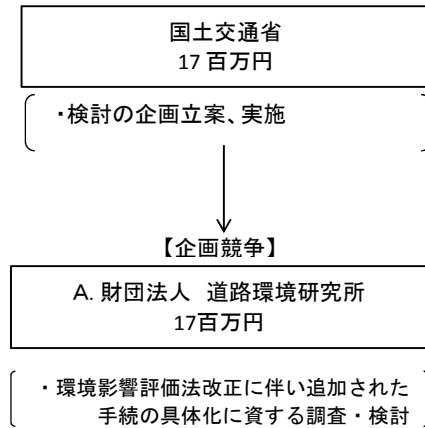 国土交通省
17 百万円
・検討の企画立案、実施
【企画競争】
A. 財団法人　道路環境研究所
17百万円
・環境影響評価法改正に伴い追加された
手続の具体化に資する調査・検討